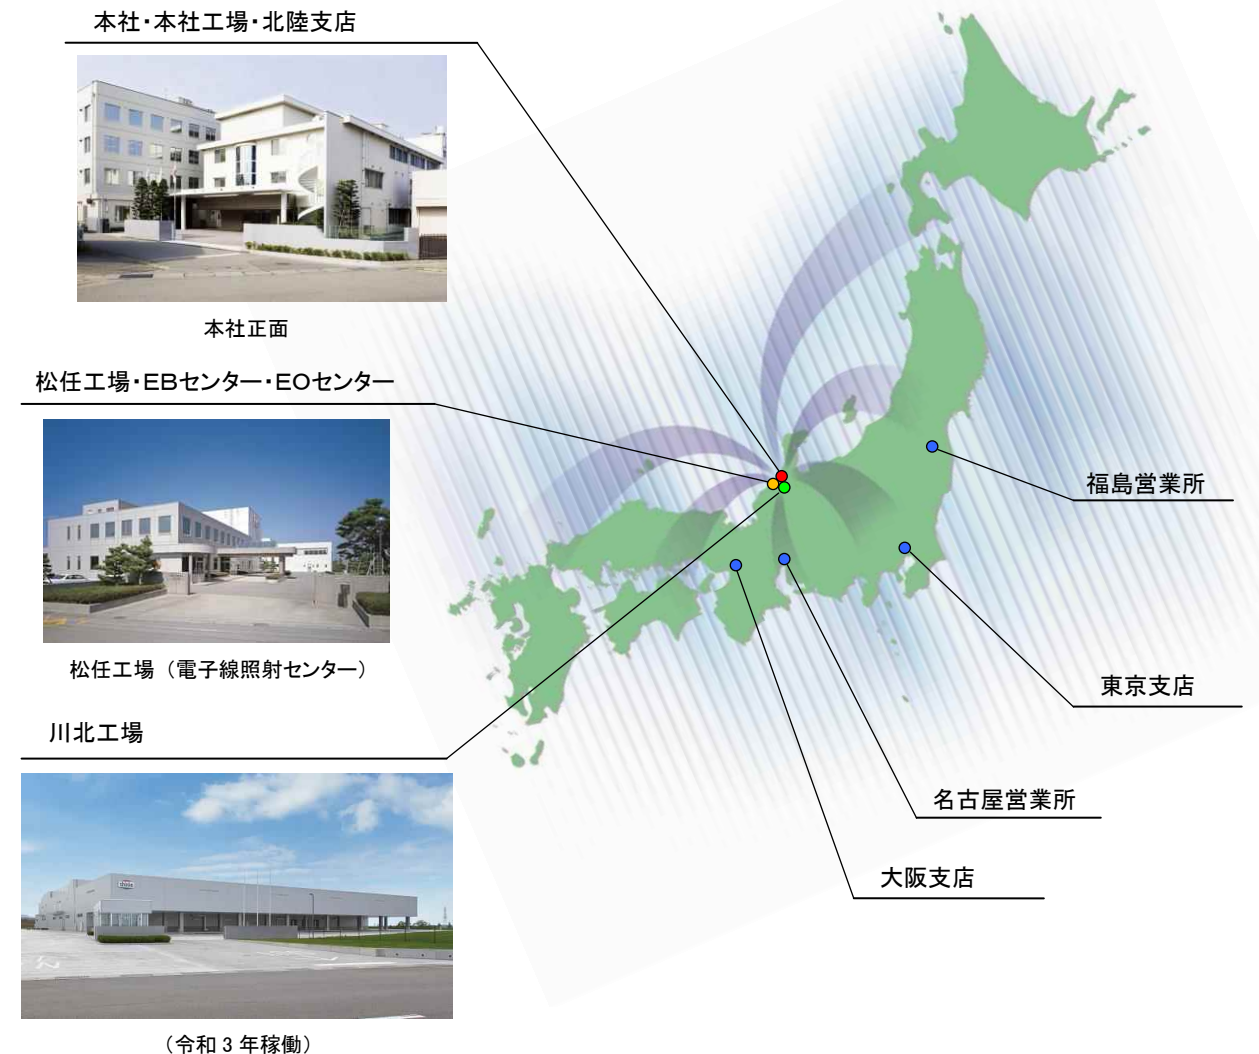 本社・本社工場・北陸支店
本社正面
松任工場・EBセンター・EOセンター
松任工場（電子線照射センター）
川北工場
（令和３年稼働）
福島営業所
東京支店
名古屋営業所
大阪支店